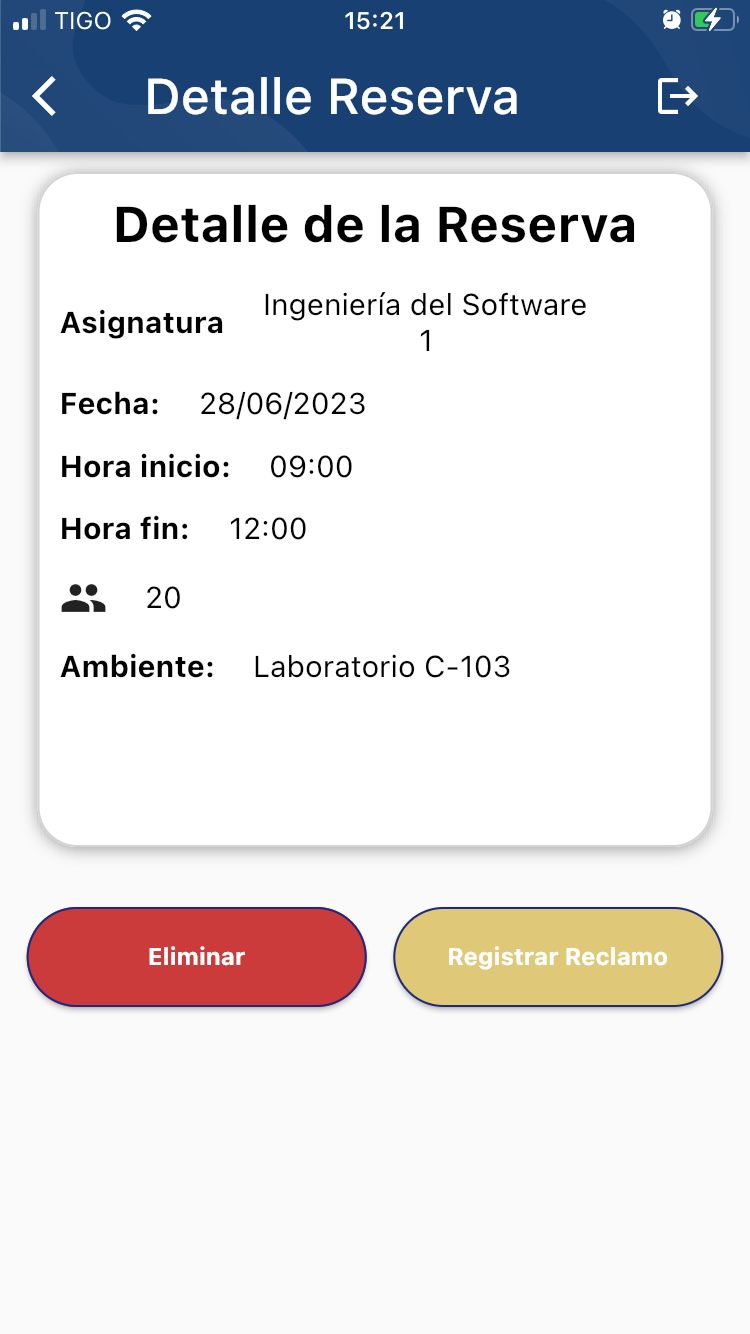 TIGO 15:21
Detalle Reserva
Detalle de la Reserva
Asignatura Ingeniería del Software
1
Fecha: 28/06/2023
Hora inicio: 09:00
Hora fin: 12:00
20
Ambiente: Laboratorio C-103
Eliminar Registrar Reclamo